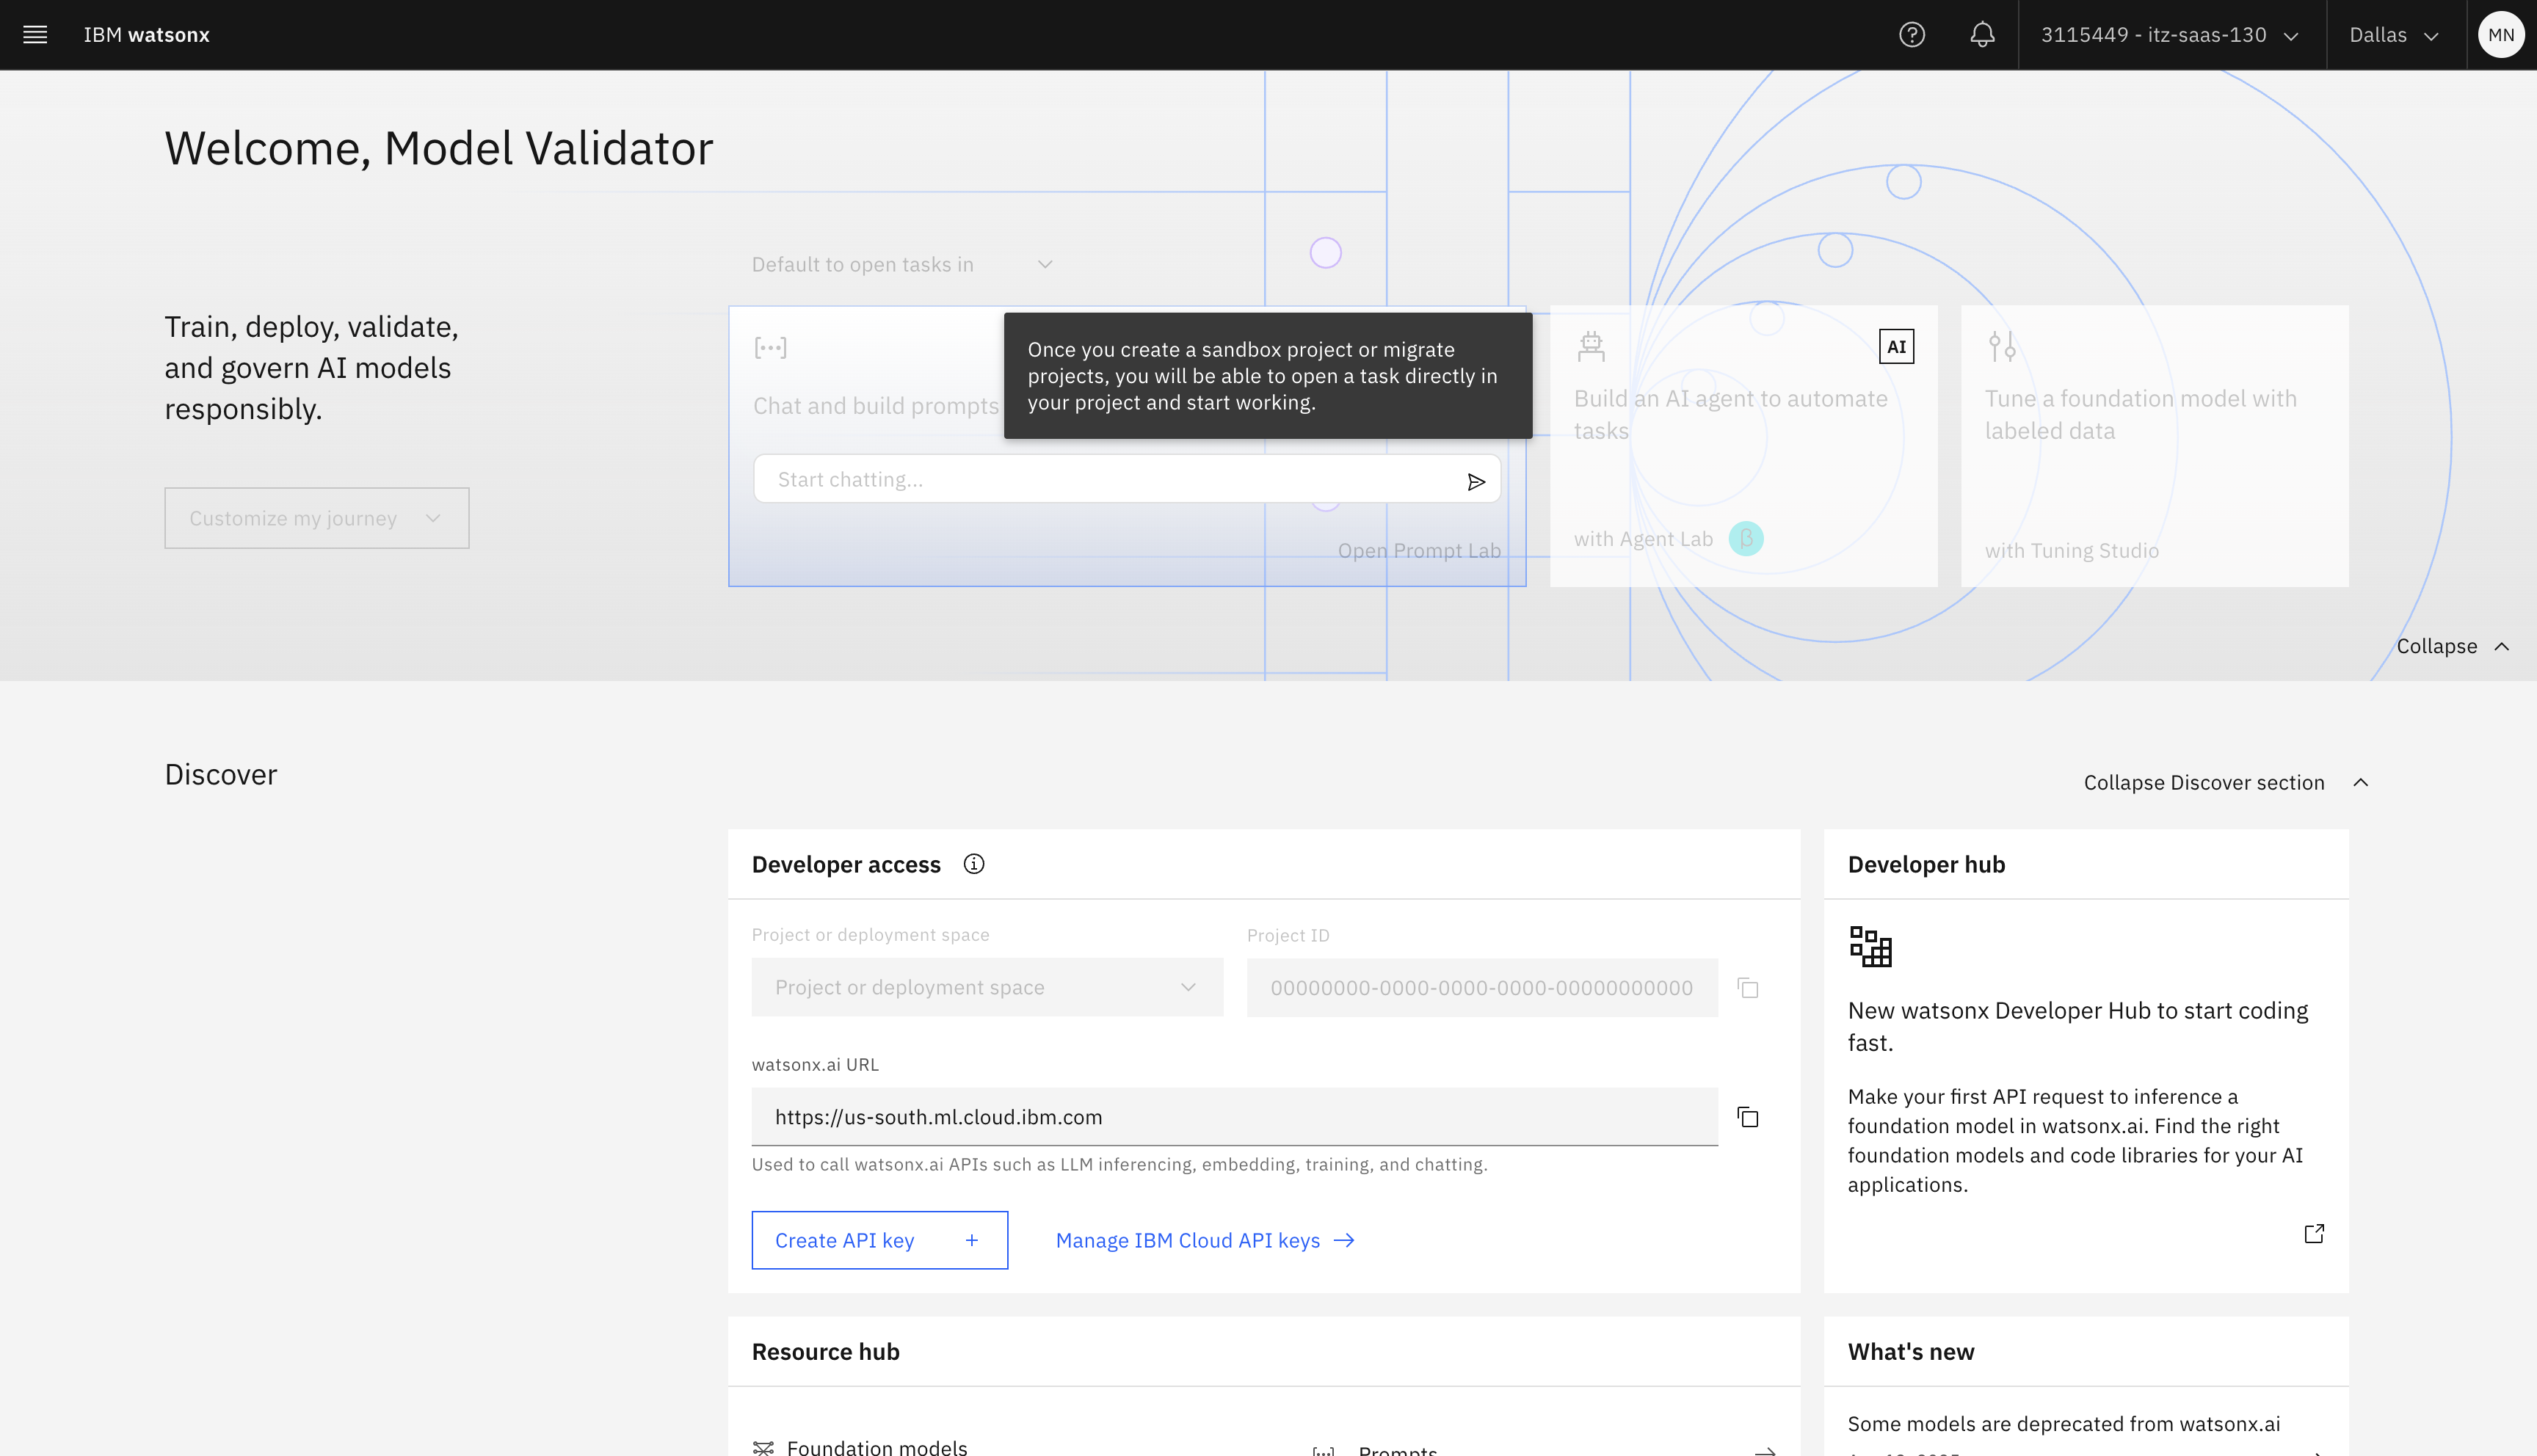 IBM watsonx
3115449 - itz-saas-130
Dallas
MN
Welcome, Model Validator
Default to open tasks in
Train, deploy, validate,
and govern AI models
responsibly.
Customize my journey
Chat and build prompts
Once you create a sandbox project or migrate
projects, you will be able to open a task directly in
your project and start working.
Start chatting...
Open Prompt Lab
AI
Build an AI agent to automate
tasks
with Agent Lab β
Tune a foundation model with
labeled data
with Tuning Studio
Collapse
Discover
Collapse Discover section
Developer access
Project or deployment space
Project ID
Project or deployment space
00000000-0000-0000-0000-00000000000
watsonx.ai URL
https://us-south.ml.cloud.ibm.com
Used to call watsonx.ai APIs such as LLM inferencing, embedding, training, and chatting.
Create API key +
Manage IBM Cloud API keys
Developer hub
New watsonx Developer Hub to start coding
fast.
Make your first API request to inference a
foundation model in watsonx.ai. Find the right
foundation models and code libraries for your AI
applications.
Resource hub
Foundation models
Prompts
What's new
Some models are deprecated from watsonx.ai